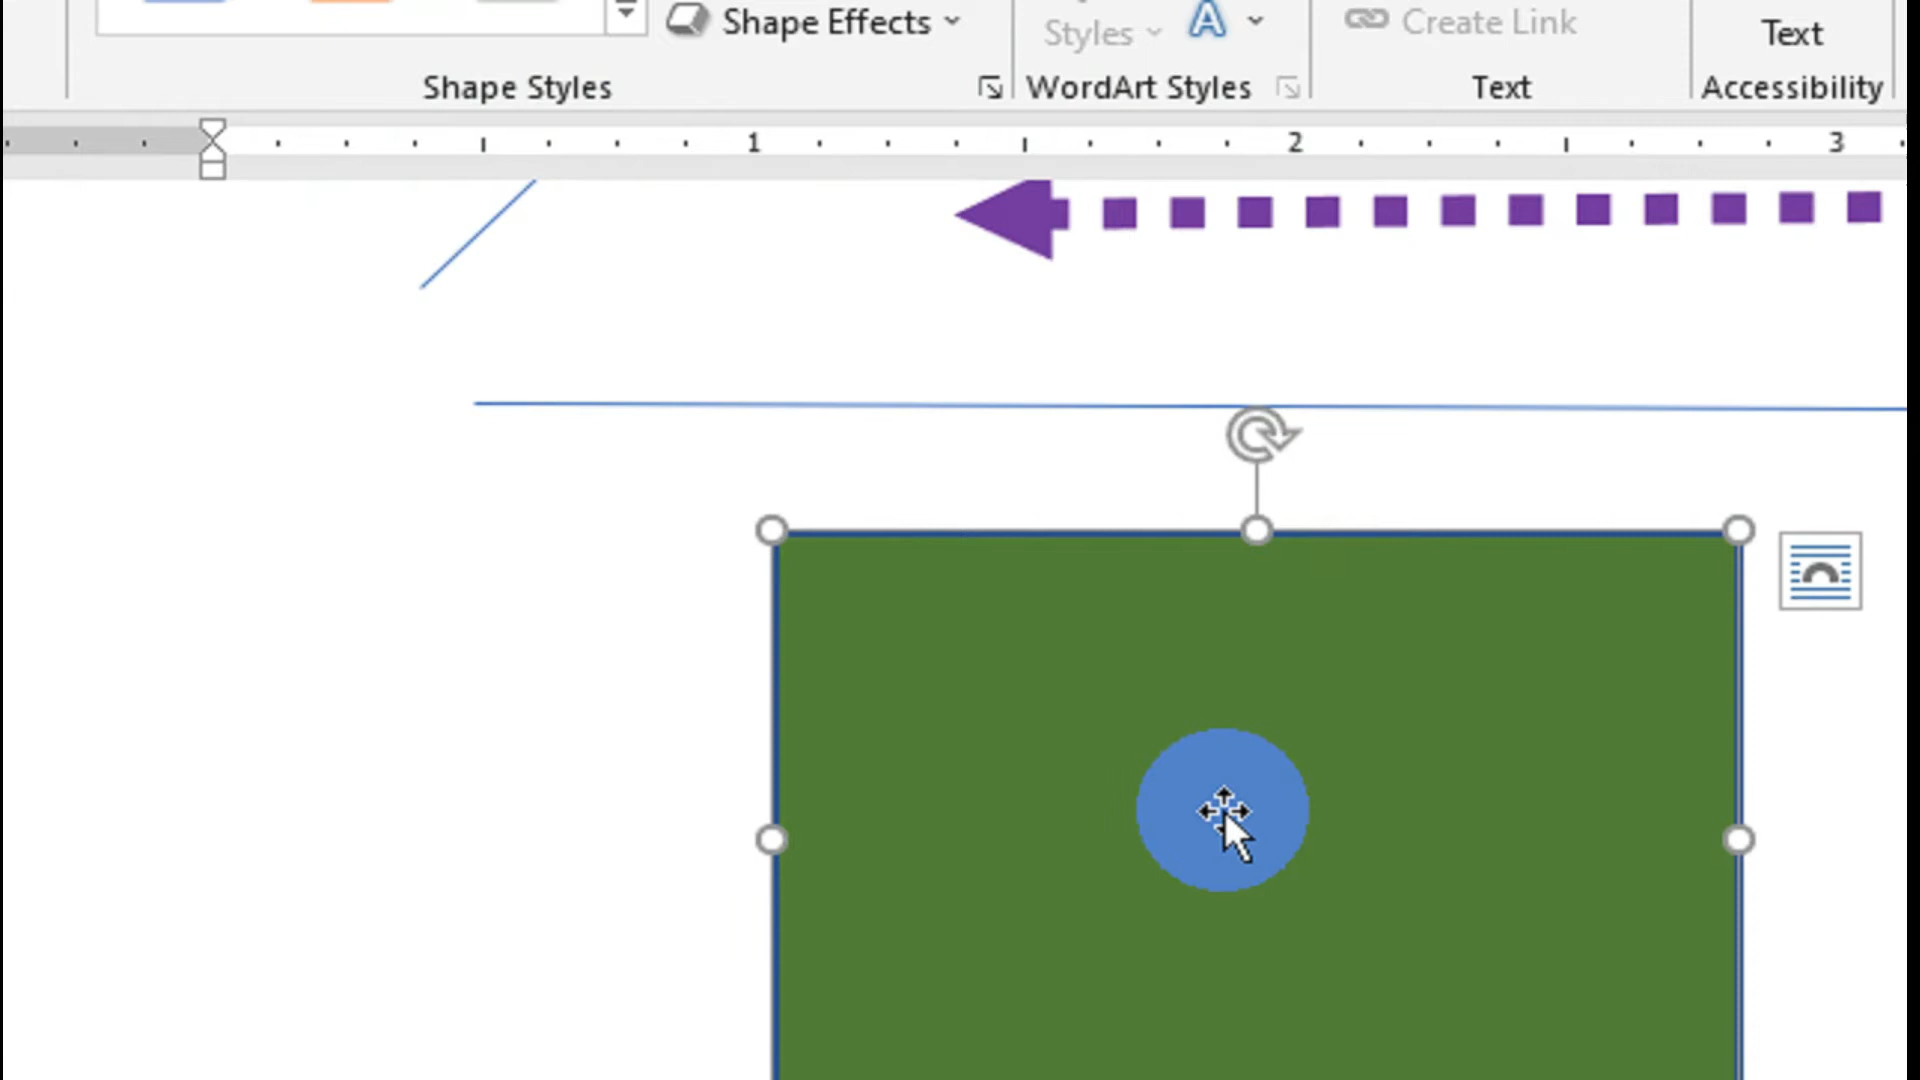 Shape Effects
Styles
A
Create Link
Text
Shape Styles
WordArt Styles
Text
Accessibility
1
2
3